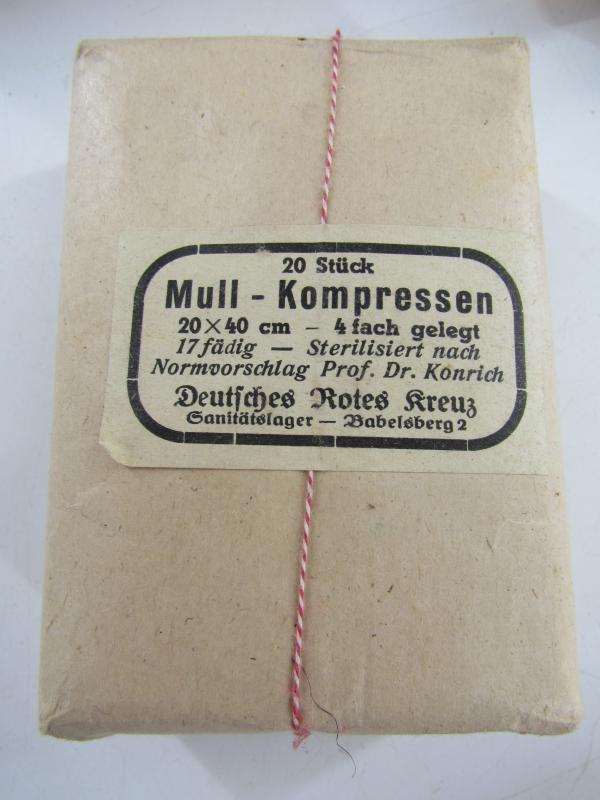 20 Stück
Mull - Kompressen
20×40 cm – 4 fach gelegt
17 fädig — Sterilisiert nach
Normvorschlag Prof. Dr. Konrich
Deutsches Rotes Kreuz
Sanitätslager — Babelsberg 2